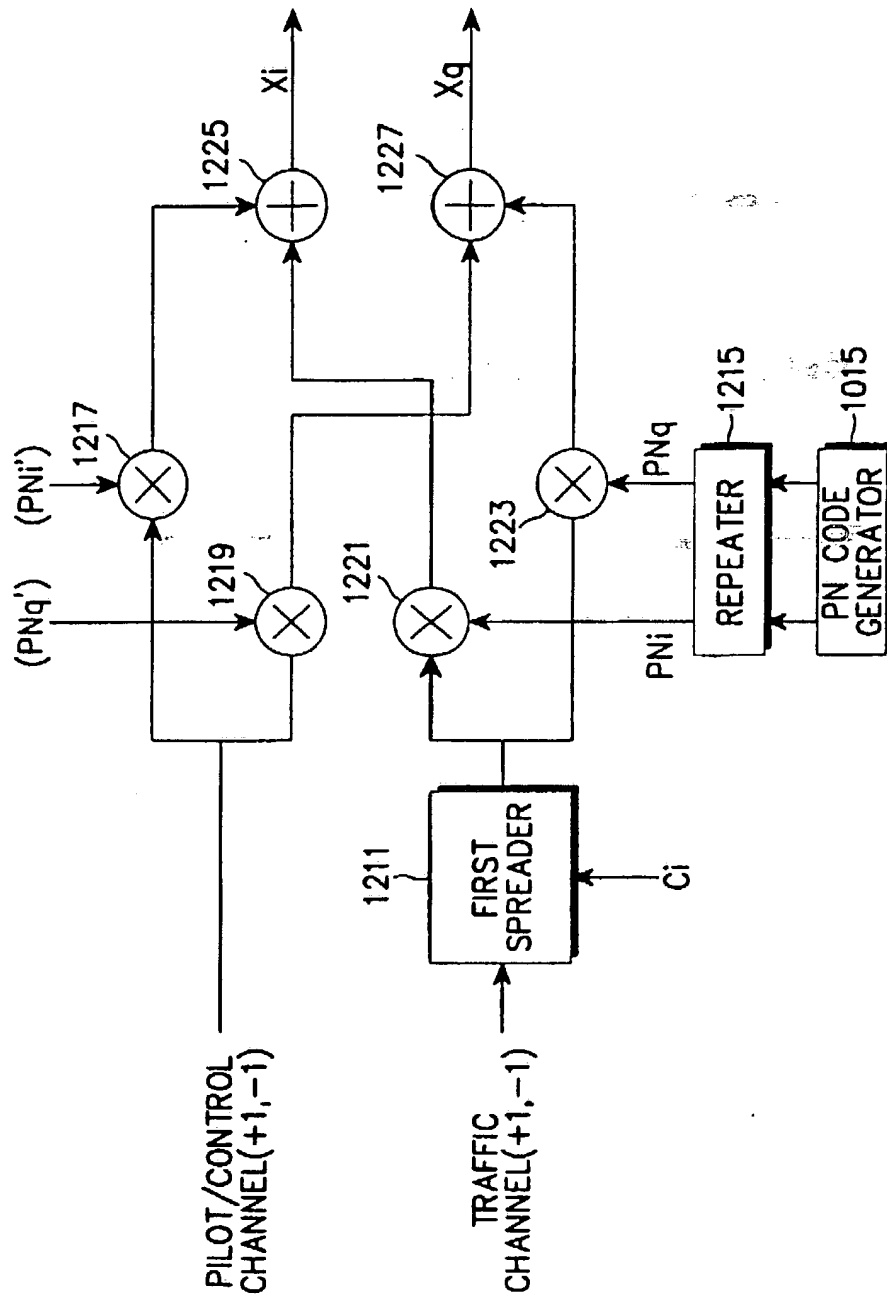 PILOT/CONTROL
CHANNEL(+1,-1)
(PNq')
(PNi')
1217
1219
1225
Xi
TRAFFIC
CHANNEL(+1,-1)
1211
FIRST
SPREADER
Ci
1221
1223
1227
Xq
PNi
PNq
REPEATER
1215
PN CODE
GENERATOR
1015